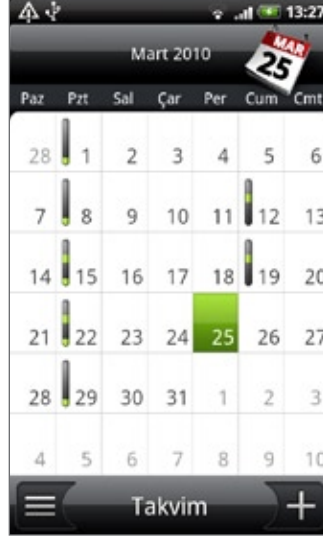 13:27
Mart 2010
MAR
25
Paz Pzt Sal Çar Per Cum Cmt
28 1 2 3 4 5 6
7 8 9 10 11 12 13
14 15 16 17 18 19 20
21 22 23 24 25 26 27
28 29 30 31 1 2 3
4 5 6 7 8 9 10
Takvim